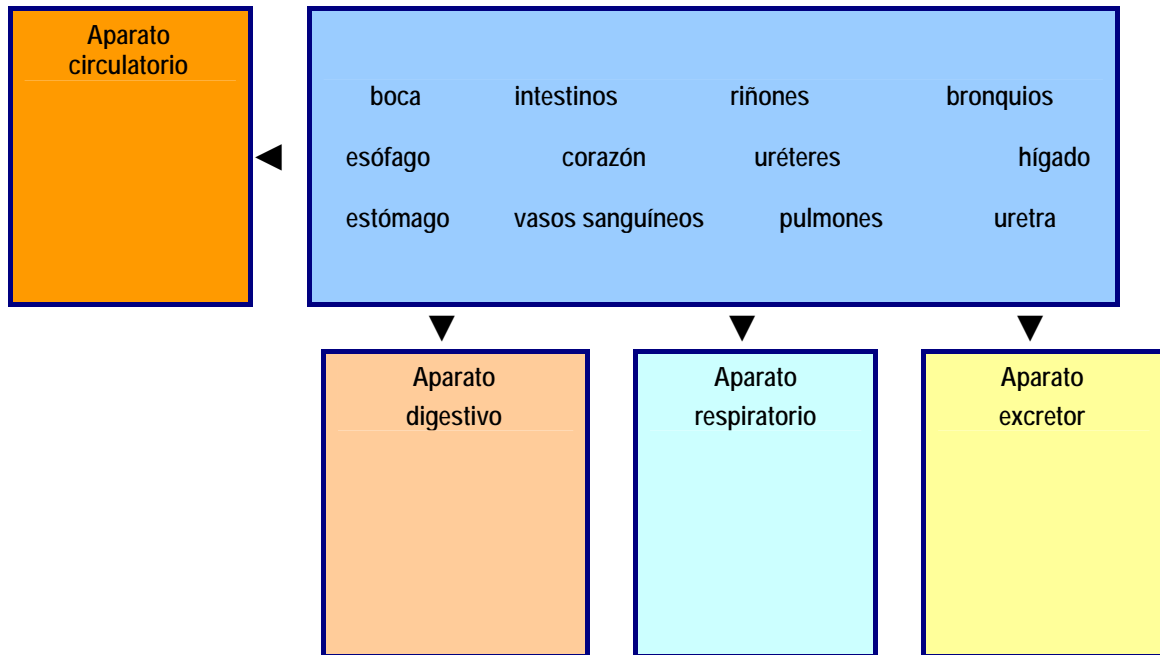 Aparato
circulatorio
boca intestinos riñones bronquios
esófago corazón uréteres hígado
estómago vasos sanguíneos pulmones uretra
Aparato
digestivo
Aparato
respiratorio
Aparato
excretor